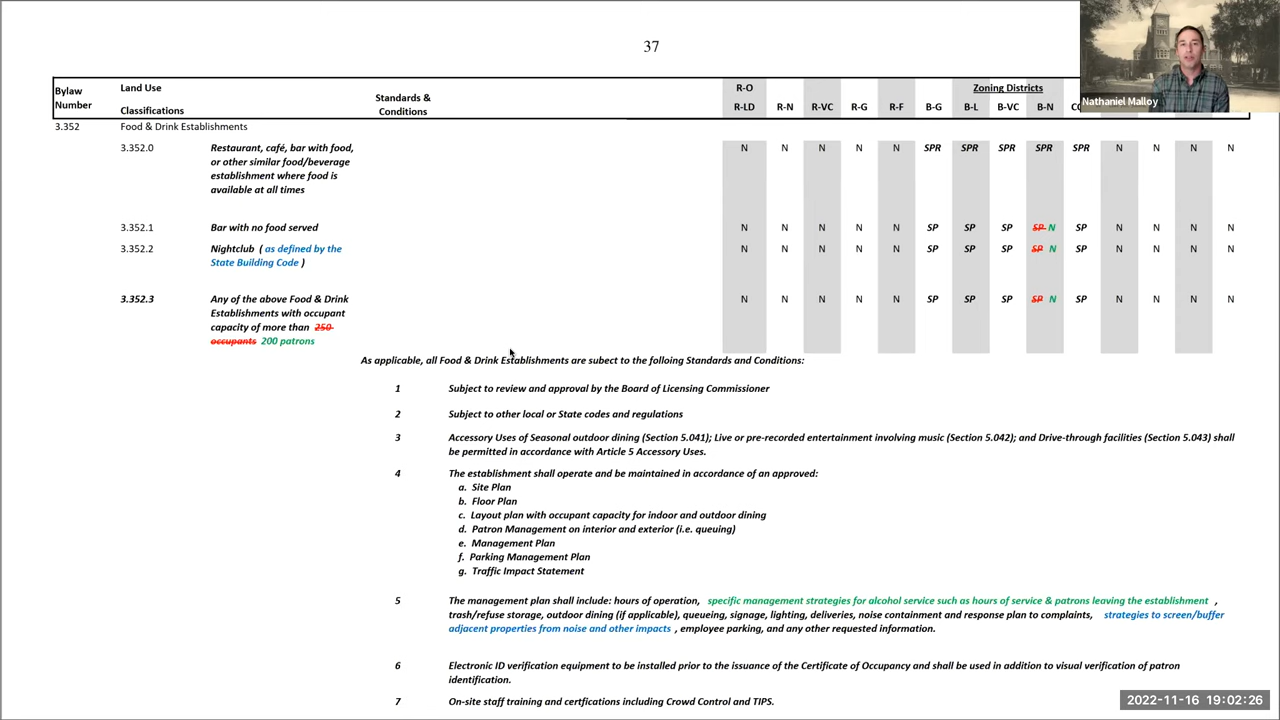 37
Nathaniel Malloy
Bylaw Number Land Use Classifications Standards & Conditions Zoning Districts
R-O R-LD R-N R-VC R-G R-F B-G B-L B-VC B-N
3.352 Food & Drink Establishments
3.352.0 Restaurant, café, bar with food, N N N N N SPR SPR SPR SPR SPR N N N N
or other similar food/beverage
establishment where food is
available at all times
3.352.1 Bar with no food served N N N N N SP SP SP SP N SP N N N N
3.352.2 Nightclub ( as defined by the N N N N N SP SP SP SP N SP N N N N
State Building Code )
3.352.3 Any of the above Food & Drink N N N N N SP SP SP SP N SP N N N N
Establishments with occupant
capacity of more than 250
occupants 200 patrons
As applicable, all Food & Drink Establishments are subect to the folloing Standards and Conditions:
1 Subject to review and approval by the Board of Licensing Commissioner
2 Subject to other local or State codes and regulations
3 Accessory Uses of Seasonal outdoor dining (Section 5.041); Live or pre-recorded entertainment involving music (Section 5.042); and Drive-through facilities (Section 5.043) shall
be permitted in accordance with Article 5 Accessory Uses.
4 The establishment shall operate and be maintained in accordance of an approved:
a. Site Plan
b. Floor Plan
c. Layout plan with occupant capacity for indoor and outdoor dining
d. Patron Management on interior and exterior (i.e. queuing)
e. Management Plan
f. Parking Management Plan
g. Traffic Impact Statement
5 The management plan shall include: hours of operation, specific management strategies for alcohol service such as hours of service & patrons leaving the establishment ,
trash/refuse storage, outdoor dining (if applicable), queueing, signage, lighting, deliveries, noise containment and response plan to complaints, strategies to screen/buffer
adjacent properties from noise and other impacts , employee parking, and any other requested information.
6 Electronic ID verification equipment to be installed prior to the issuance of the Certificate of Occupancy and shall be used in addition to visual verification of patron
identification.
7 On-site staff training and certfications including Crowd Control and TIPS.
2022-11-16 19:02:26